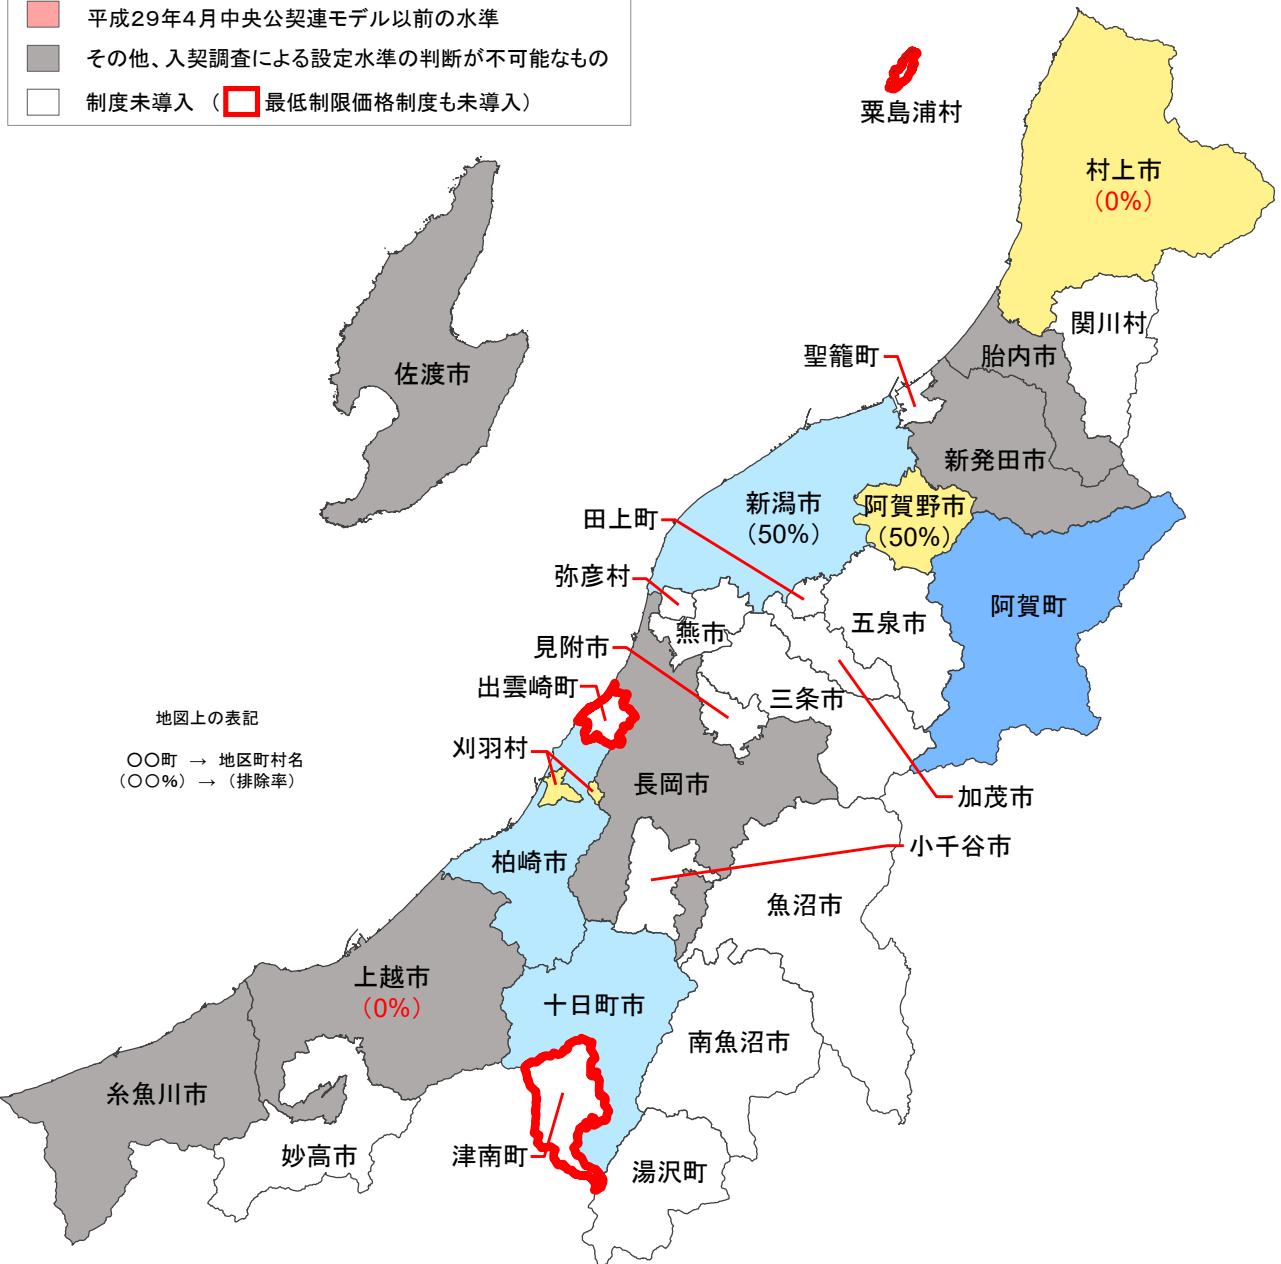 平成29年4月中央公契連モデル以前の水準
その他、入契調査による設定水準の判断が不可能なもの
制度未導入 （ 最低制限価格制度も未導入）
粟島浦村
村上市
（0%）
関川村
聖籠町
胎内市
佐渡市
新発田市
新潟市
（50%）
阿賀野市
（50%）
田上町
弥彦村
阿賀町
五泉市
燕市
見附市
出雲崎町
三条市
地図上の表記
刈羽村
〇〇町 → 地区町村名
（〇〇%）→（排除率）
長岡市
加茂市
小千谷市
柏崎市
魚沼市
上越市
（0%）
十日町市
南魚沼市
糸魚川市
妙高市
津南町
湯沢町